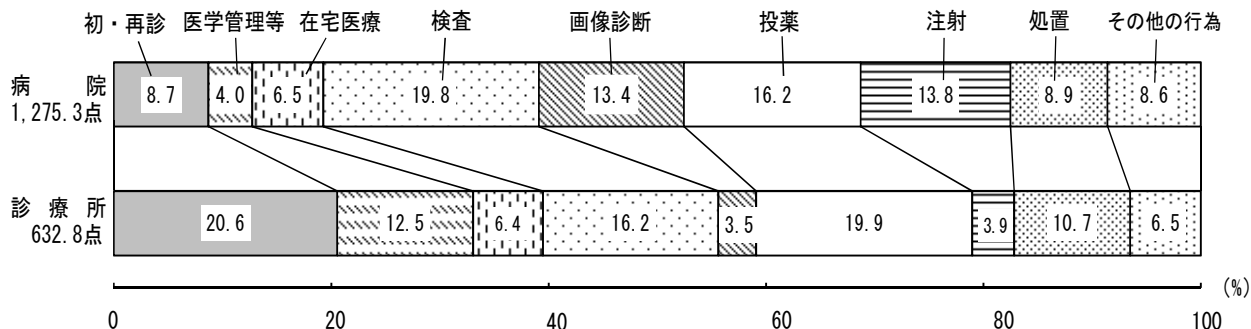 初・再診 医学管理等 在宅医療 検査 画像診断 投薬 注射 処置 その他の行為
病院
1,275.3点
8.7 4.0 6.5 19.8 13.4 16.2 13.8 8.9 8.6
診療所
632.8点
20.6 12.5 6.4 16.2 3.5 19.9 3.9 10.7 6.5
(%)
0 20 40 60 80 100